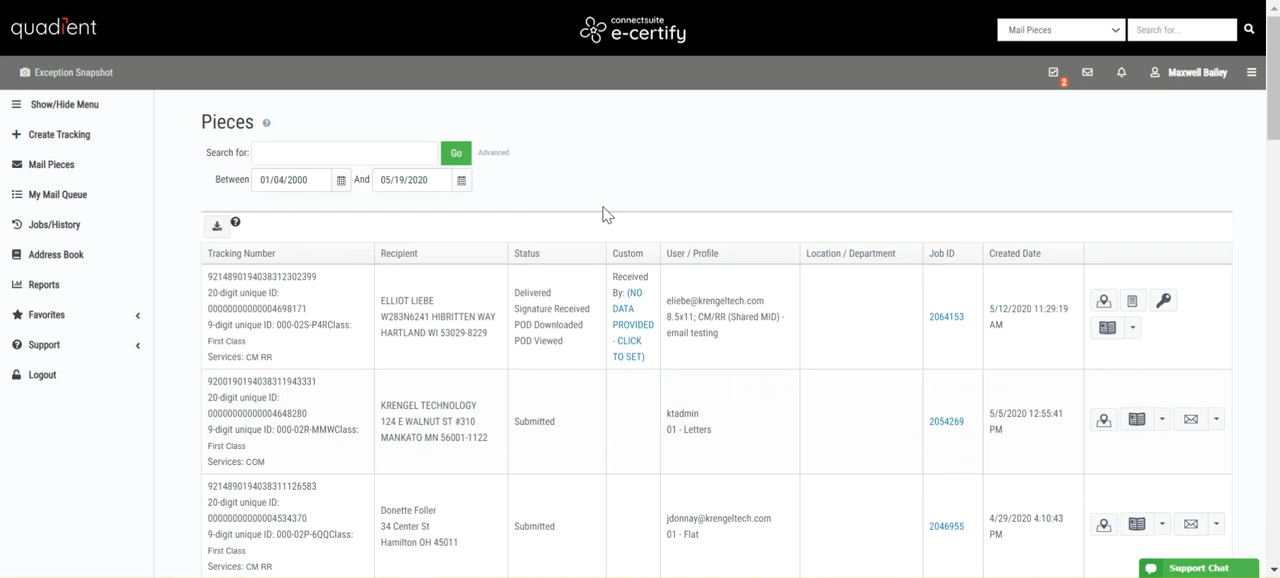 quadient
connectsuite
e-certify
Mail Pieces
Search for...
Exception Snapshot
2
Maxwell Bailey
Show/Hide Menu
Create Tracking
Mail Pieces
My Mail Queue
Jobs/History
Address Book
Reports
Favorites
Support
Logout
Pieces
Search for:
Go
Advanced
Between
01/04/2000
And
05/19/2020
Tracking Number
Recipient
Status
Custom
User / Profile
Location / Department
Job ID
Created Date
9214890194038312302399
20-digit unique ID:
00000000000004698171
9-digit unique ID: 000-02S-P4RClass:
First Class
Services: CM RR
ELLIOT LIEBE
W283N6241 HIBRITTEN WAY
HARTLAND WI 53029-8229
Delivered
Signature Received
POD Downloaded
POD Viewed
Received
By: (NO
DATA
PROVIDED
- CLICK
TO SET)
eliebe@krengeltech.com
8.5x11; CM/RR (Shared MID) -
email testing
2064153
5/12/2020 11:29:19
AM
9200190194038311943331
20-digit unique ID:
00000000000004648280
9-digit unique ID: 000-02R-MMWClass:
First Class
Services: COM
KRENGEL TECHNOLOGY
124 E WALNUT ST #310
MANKATO MN 56001-1122
Submitted
ktadmin
01 - Letters
2054269
5/5/2020 12:55:41
PM
9214890194038311126583
20-digit unique ID:
00000000000004534370
9-digit unique ID: 000-02P-6QQClass:
First Class
Services: CM RR
Donette Foller
34 Center St
Hamilton OH 45011
Submitted
jdonnay@krengeltech.com
01 - Flat
2046955
4/29/2020 4:10:43
PM
Support Chat